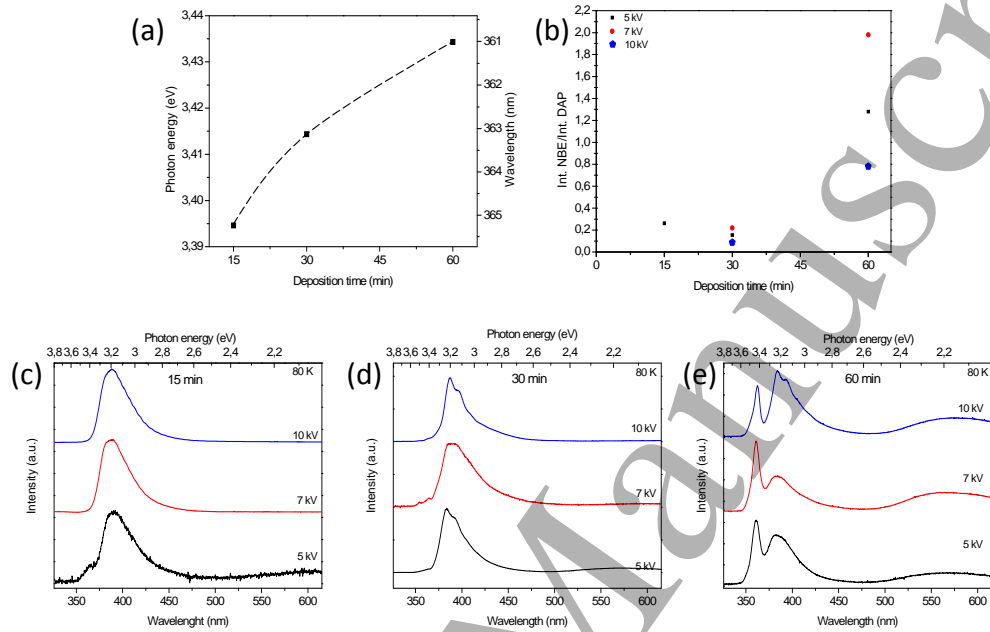 (a)
3,44
3,43
3,42
3,41
3,40
3,39
Photon energy (eV)
15
30
45
60
Deposition time (min)
361
362
363
364
365
Wavelength (nm)
(b)
5 kV
7 kV
10 kV
2,2
2,0
1,8
1,6
1,4
1,2
1,0
0,8
0,6
0,4
0,2
0,0
Int. NBE/Int. DAP
0
15
30
45
60
Deposition time (min)
(c)
Photon energy (eV)
3,8 3,6 3,4 3,2 3 2,8 2,6 2,4 2,2
15 min
80 K
10 kV
7 kV
5 kV
Intensity (a.u.)
350 400 450 500 550 600
Wavelenght (nm)
(d)
Photon energy (eV)
3,8 3,6 3,4 3,2 3 2,8 2,6 2,4 2,2
30 min
80 K
10 kV
7 kV
5 kV
Intensity (a.u.)
350 400 450 500 550 600
Wavelength (nm)
(e)
Photon energy (eV)
3,8 3,6 3,4 3,2 3 2,8 2,6 2,4 2,2
60 min
80 K
10 kV
7 kV
5 kV
Intensity (a.u.)
350 400 450 500 550 600
Wavelength (nm)
Manuscr